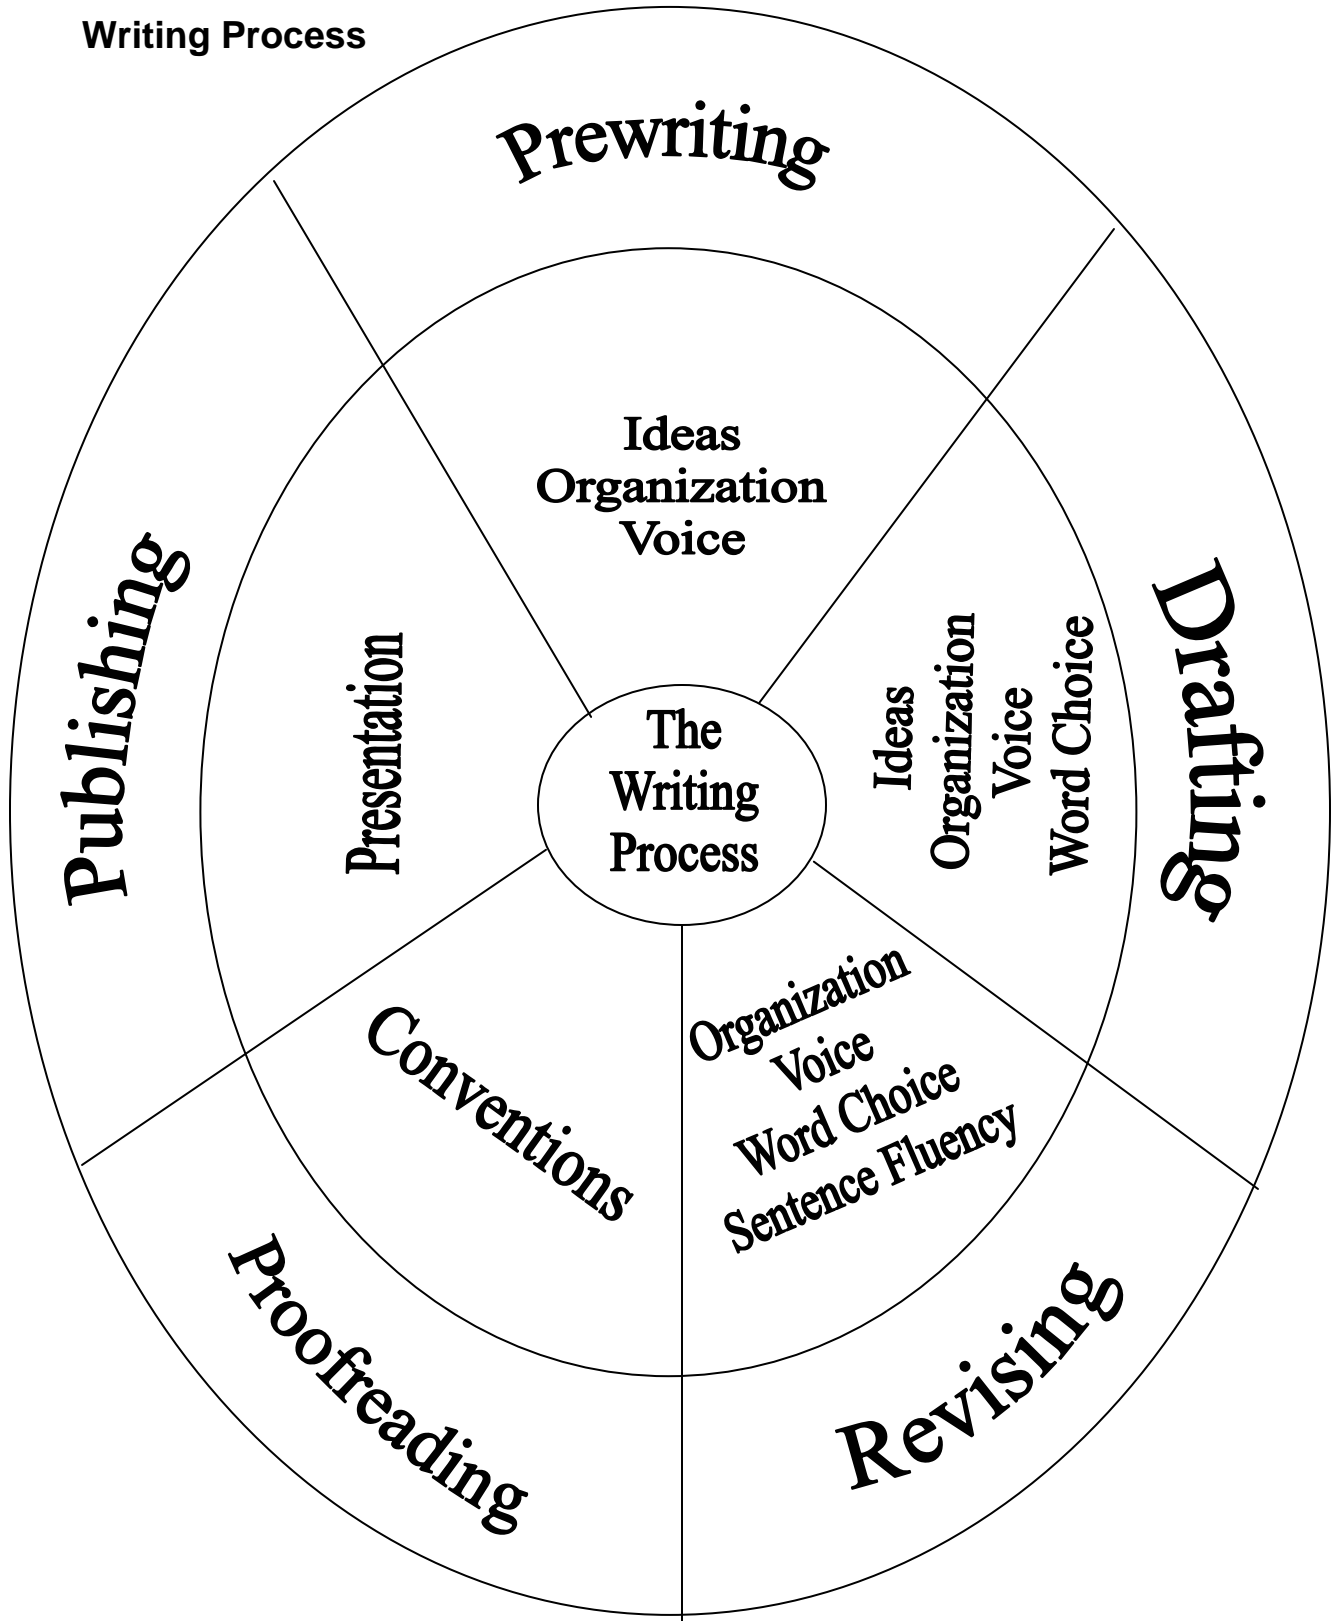 Writing Process
Prewriting
Ideas
Organization
Voice
Drafting
Ideas
Organization
Voice
Word Choice
Revising
Organization
Voice
Word Choice
Sentence Fluency
Proofreading
Conventions
Publishing
Presentation
The
Writing
Process